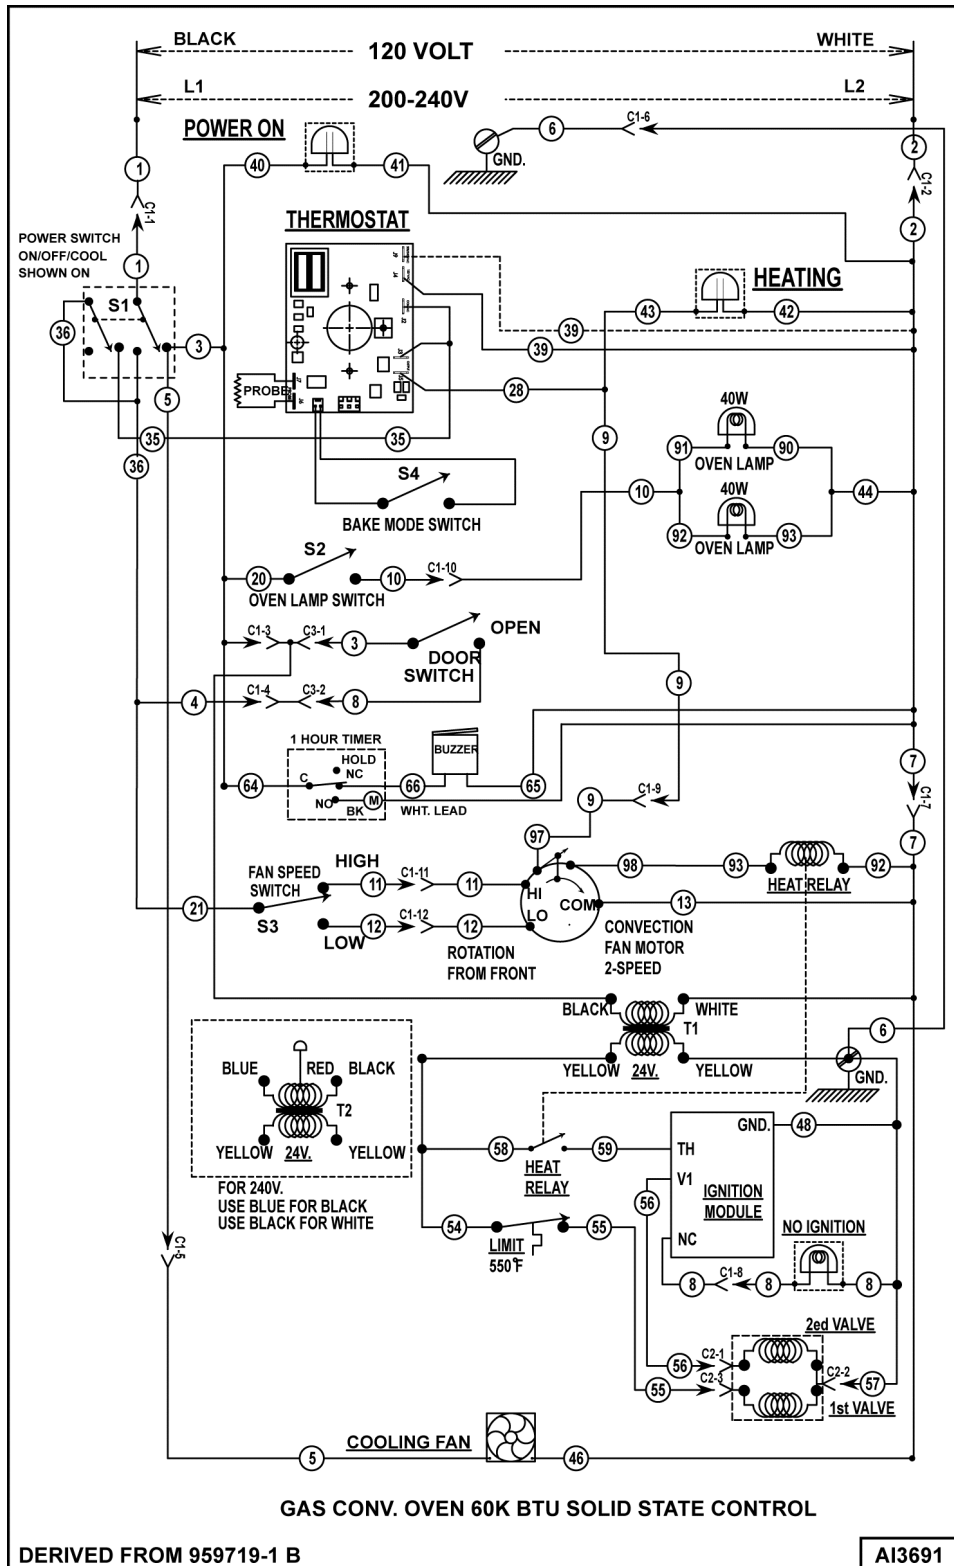 BLACK
WHITE
120 VOLT
L1
L2
200-240V
POWER ON
C1-6
6
GND.
40
41
1
2
C1-1
C1-2
2
THERMOSTAT
POWER SWITCH
ON/OFF/COOL
SHOWN ON
1
HEATING
S1
43
42
36
3
39
39
5
PROBE
28
40W
35
35
9
91
90
OVEN LAMP
36
S4
40W
10
44
BAKE MODE SWITCH
92
93
OVEN LAMP
S2
20
10
C1-10
OVEN LAMP SWITCH
C1-3
C3-1
3
OPEN
DOOR
SWITCH
9
4
C1-4
C3-2
8
1 HOUR TIMER
HOLD
NC
BUZZER
7
C1-7
64
C
66
65
NO
BK
M
WHT. LEAD
9
C1-9
97
7
FAN SPEED
SWITCH
HIGH
11
C1-11
11
98
93
92
HEAT RELAY
HI
21
S3
COM
13
LO
LOW
12
C1-12
12
ROTATION
FROM FRONT
CONVECTION
FAN MOTOR
2-SPEED
BLACK
WHITE
T1
6
YELLOW
24V.
YELLOW
GND.
BLUE
RED
BLACK
T2
YELLOW
24V.
YELLOW
GND.
48
58
59
TH
HEAT
RELAY
V1
FOR 240V.
USE BLUE FOR BLACK
USE BLACK FOR WHITE
56
IGNITION
MODULE
54
55
NC
NO IGNITION
LIMIT
550°F
C1-5
8
C1-8
8
8
2ed VALVE
56
C2-1
55
C2-3
C2-2
57
1st VALVE
COOLING FAN
5
46
GAS CONV. OVEN 60K BTU SOLID STATE CONTROL
DERIVED FROM 959719-1 B
AI3691